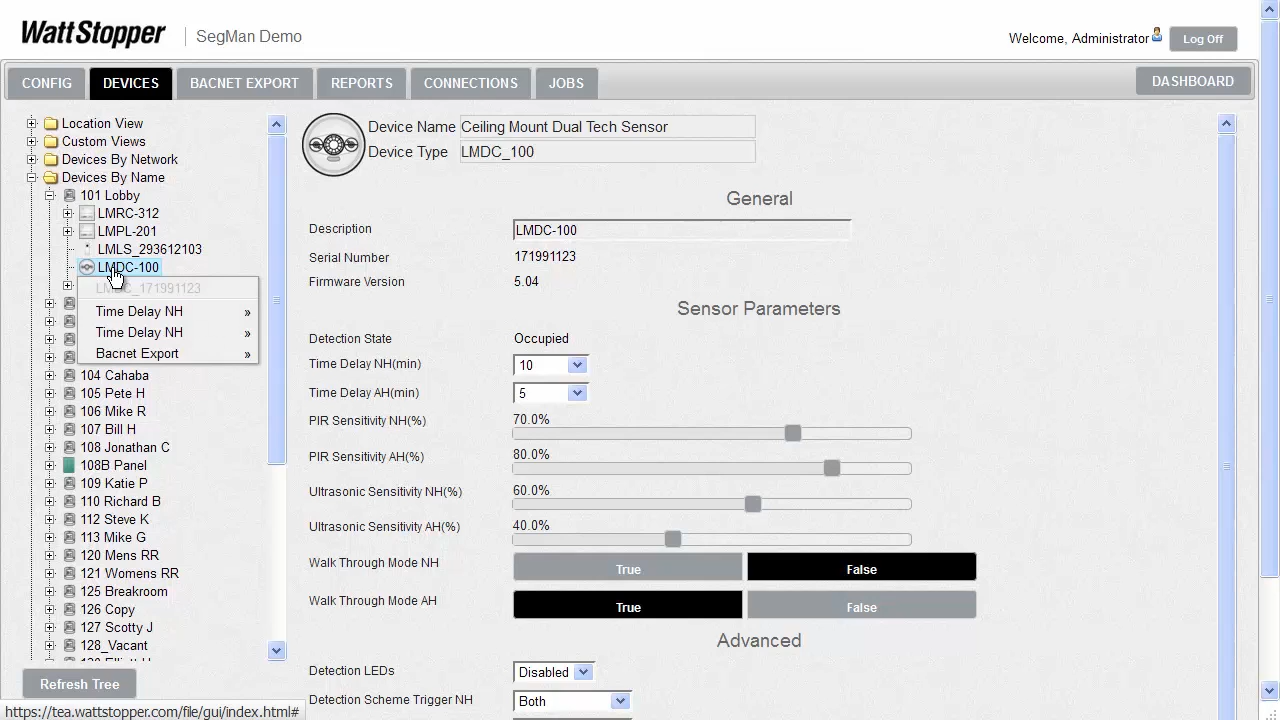 WattStopper
SegMan Demo
Welcome, Administrator
Log Off
CONFIG
DEVICES
BACNET EXPORT
REPORTS
CONNECTIONS
JOBS
DASHBOARD
Location View
Custom Views
Devices By Network
Devices By Name
101 Lobby
LMRC-312
LMPL-201
LMLS_293612103
LMDC-100
LMDC_171991123
Time Delay NH »
Time Delay NH »
Bacnet Export »
104 Cahaba
105 Pete H
106 Mike R
107 Bill H
108 Jonathan C
108B Panel
109 Katie P
110 Richard B
112 Steve K
113 Mike G
120 Mens RR
121 Womens RR
125 Breakroom
126 Copy
127 Scotty J
128_Vacant
Refresh Tree
https://tea.wattstopper.com/file/gui/index.html#
Device Name Ceiling Mount Dual Tech Sensor
Device Type LMDC_100
General
Description LMDC-100
Serial Number 171991123
Firmware Version 5.04
Sensor Parameters
Detection State Occupied
Time Delay NH(min) 10
Time Delay AH(min) 5
PIR Sensitivity NH(%) 70.0%
PIR Sensitivity AH(%) 80.0%
Ultrasonic Sensitivity NH(%) 60.0%
Ultrasonic Sensitivity AH(%) 40.0%
Walk Through Mode NH True False
Walk Through Mode AH True False
Advanced
Detection LEDs Disabled
Detection Scheme Trigger NH Both